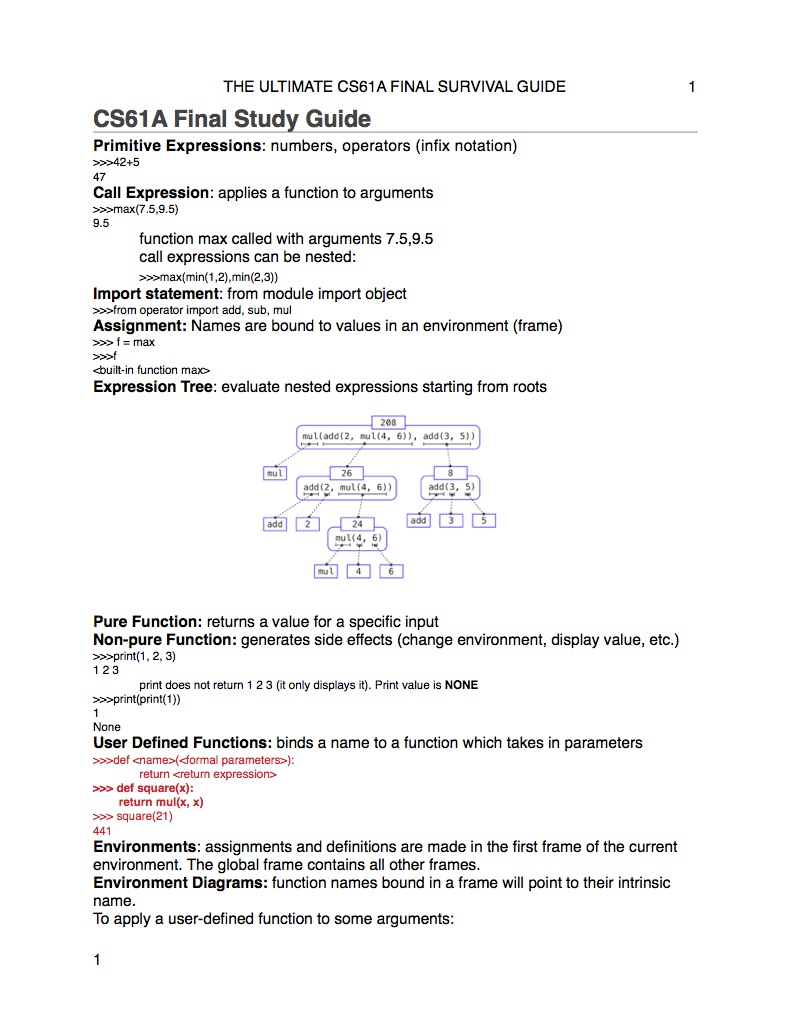 THE ULTIMATE CS61A FINAL SURVIVAL GUIDE 1
CS61A Final Study Guide
Primitive Expressions: numbers, operators (infix notation)
>>>42+5
47
Call Expression: applies a function to arguments
>>>max(7.5,9.5)
9.5
function max called with arguments 7.5,9.5
call expressions can be nested:
>>>max(min(1,2),min(2,3))
Import statement: from module import object
>>>from operator import add, sub, mul
Assignment: Names are bound to values in an environment (frame)
>>> f = max
>>>f
<built-in function max>
Expression Tree: evaluate nested expressions starting from roots
208
mul(add(2, mul(4, 6)), add(3, 5))
mul 26 8
add(2, mul(4, 6)) add(3, 5)
add 2 24 add 3 5
mul(4, 6)
mul 4 6
Pure Function: returns a value for a specific input
Non-pure Function: generates side effects (change environment, display value, etc.)
>>>print(1, 2, 3)
1 2 3
print does not return 1 2 3 (it only displays it). Print value is NONE
>>>print(print(1))
1
None
User Defined Functions: binds a name to a function which takes in parameters
>>>def <name>(<formal parameters>):
return <return expression>
>>> def square(x):
return mul(x, x)
>>> square(21)
441
Environments: assignments and definitions are made in the first frame of the current
environment. The global frame contains all other frames.
Environment Diagrams: function names bound in a frame will point to their intrinsic
name.
To apply a user-defined function to some arguments:
1